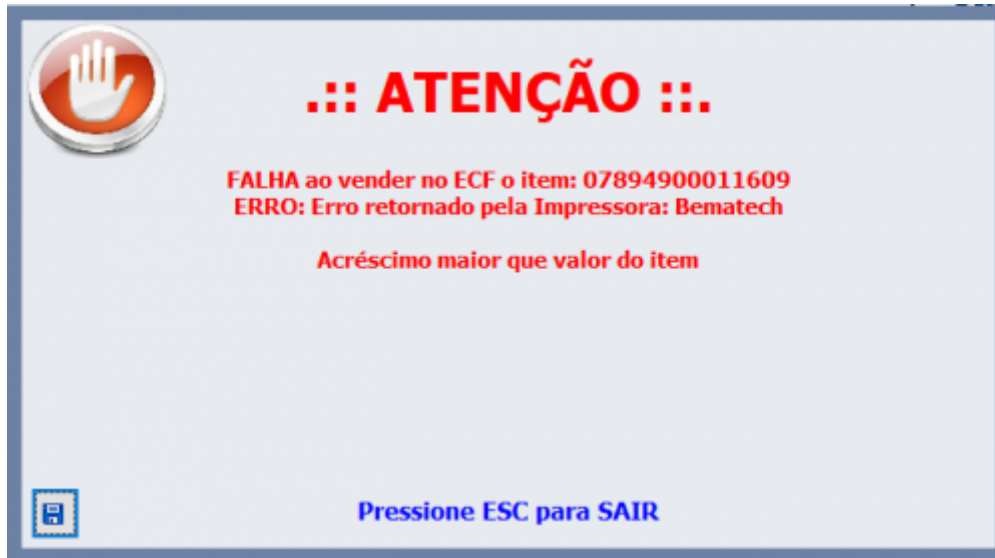 .:: ATENÇÃO ::.
FALHA ao vender no ECF o item: 07894900011609
ERRO: Erro retornado pela Impressora: Bematech
Acréscimo maior que valor do item
Pressione ESC para SAIR